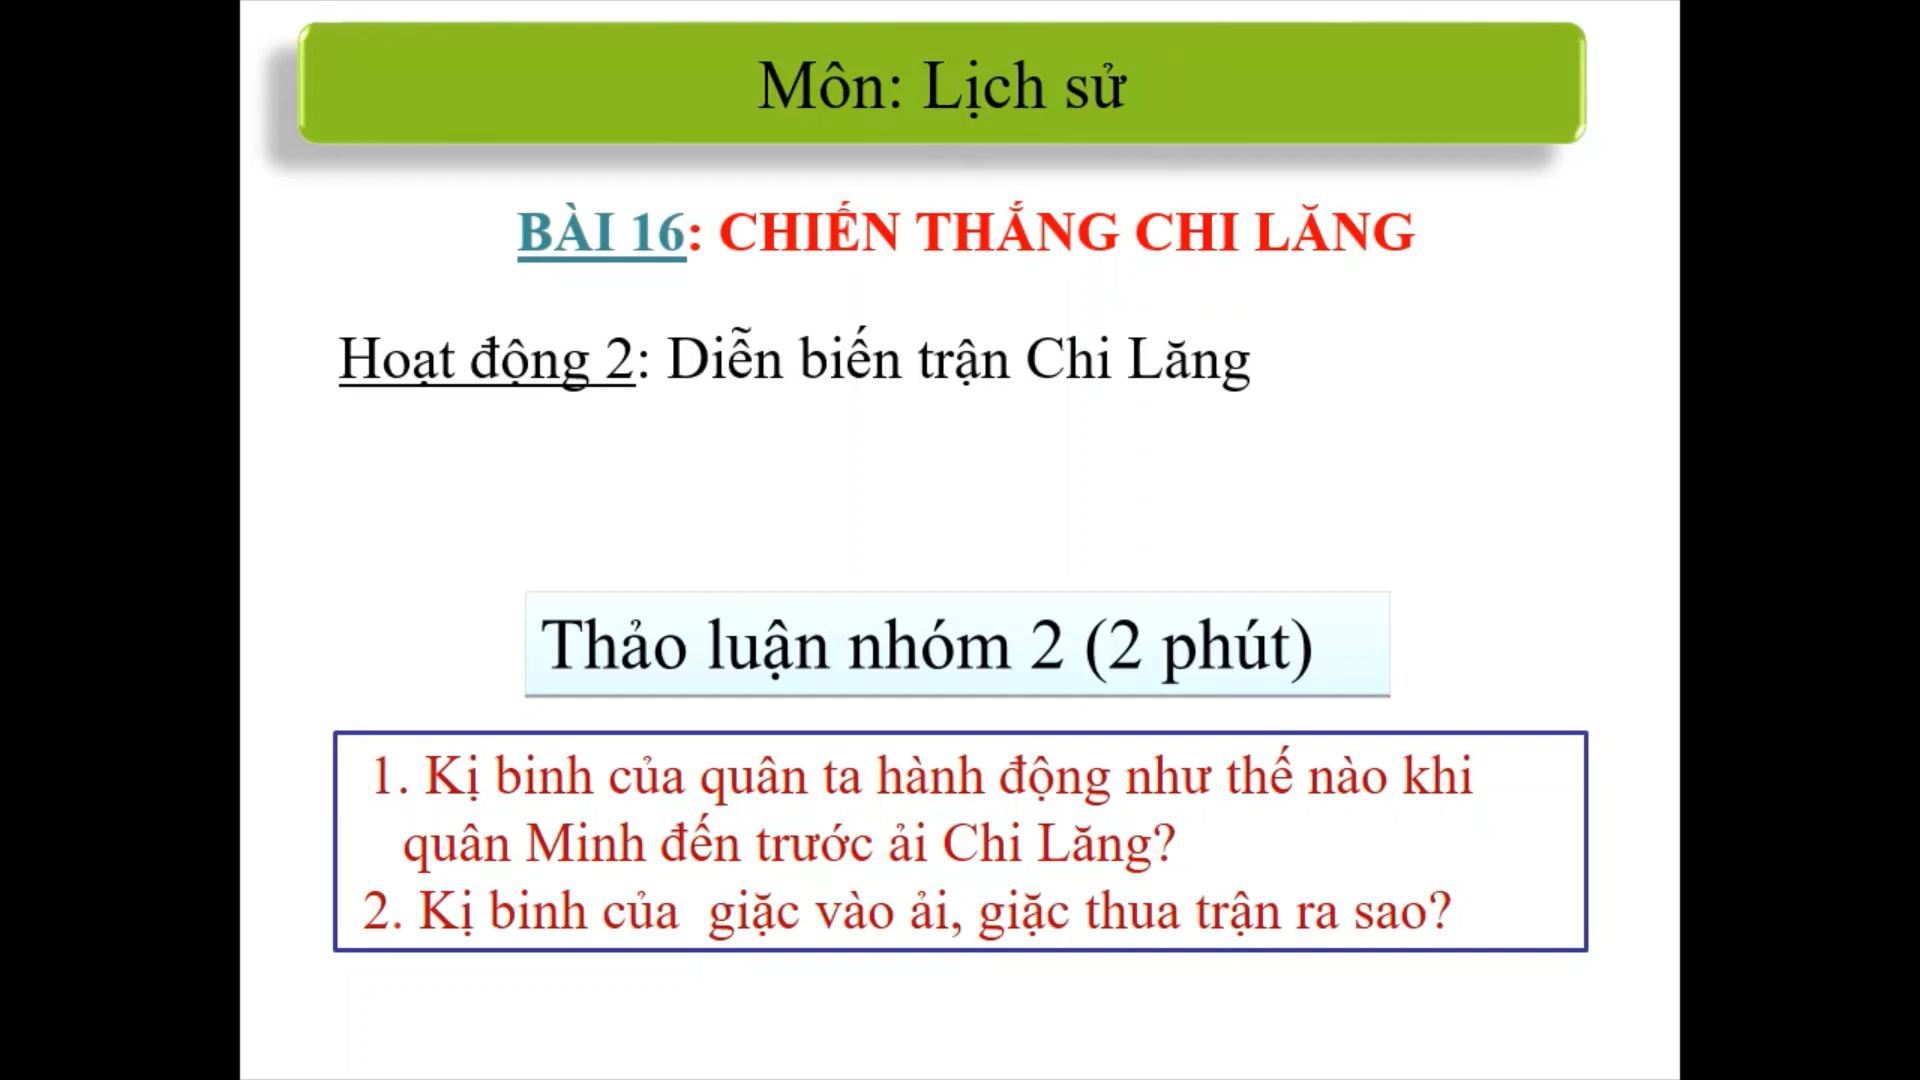 Môn: Lịch sử
BÀI 16: CHIẾN THẮNG CHI LĂNG
Hoạt động 2: Diễn biến trận Chi Lăng
Thảo luận nhóm 2 (2 phút)
1. Kị binh của quân ta hành động như thế nào khi
quân Minh đến trước ải Chi Lăng?
2. Kị binh của giặc vào ải, giặc thua trận ra sao?